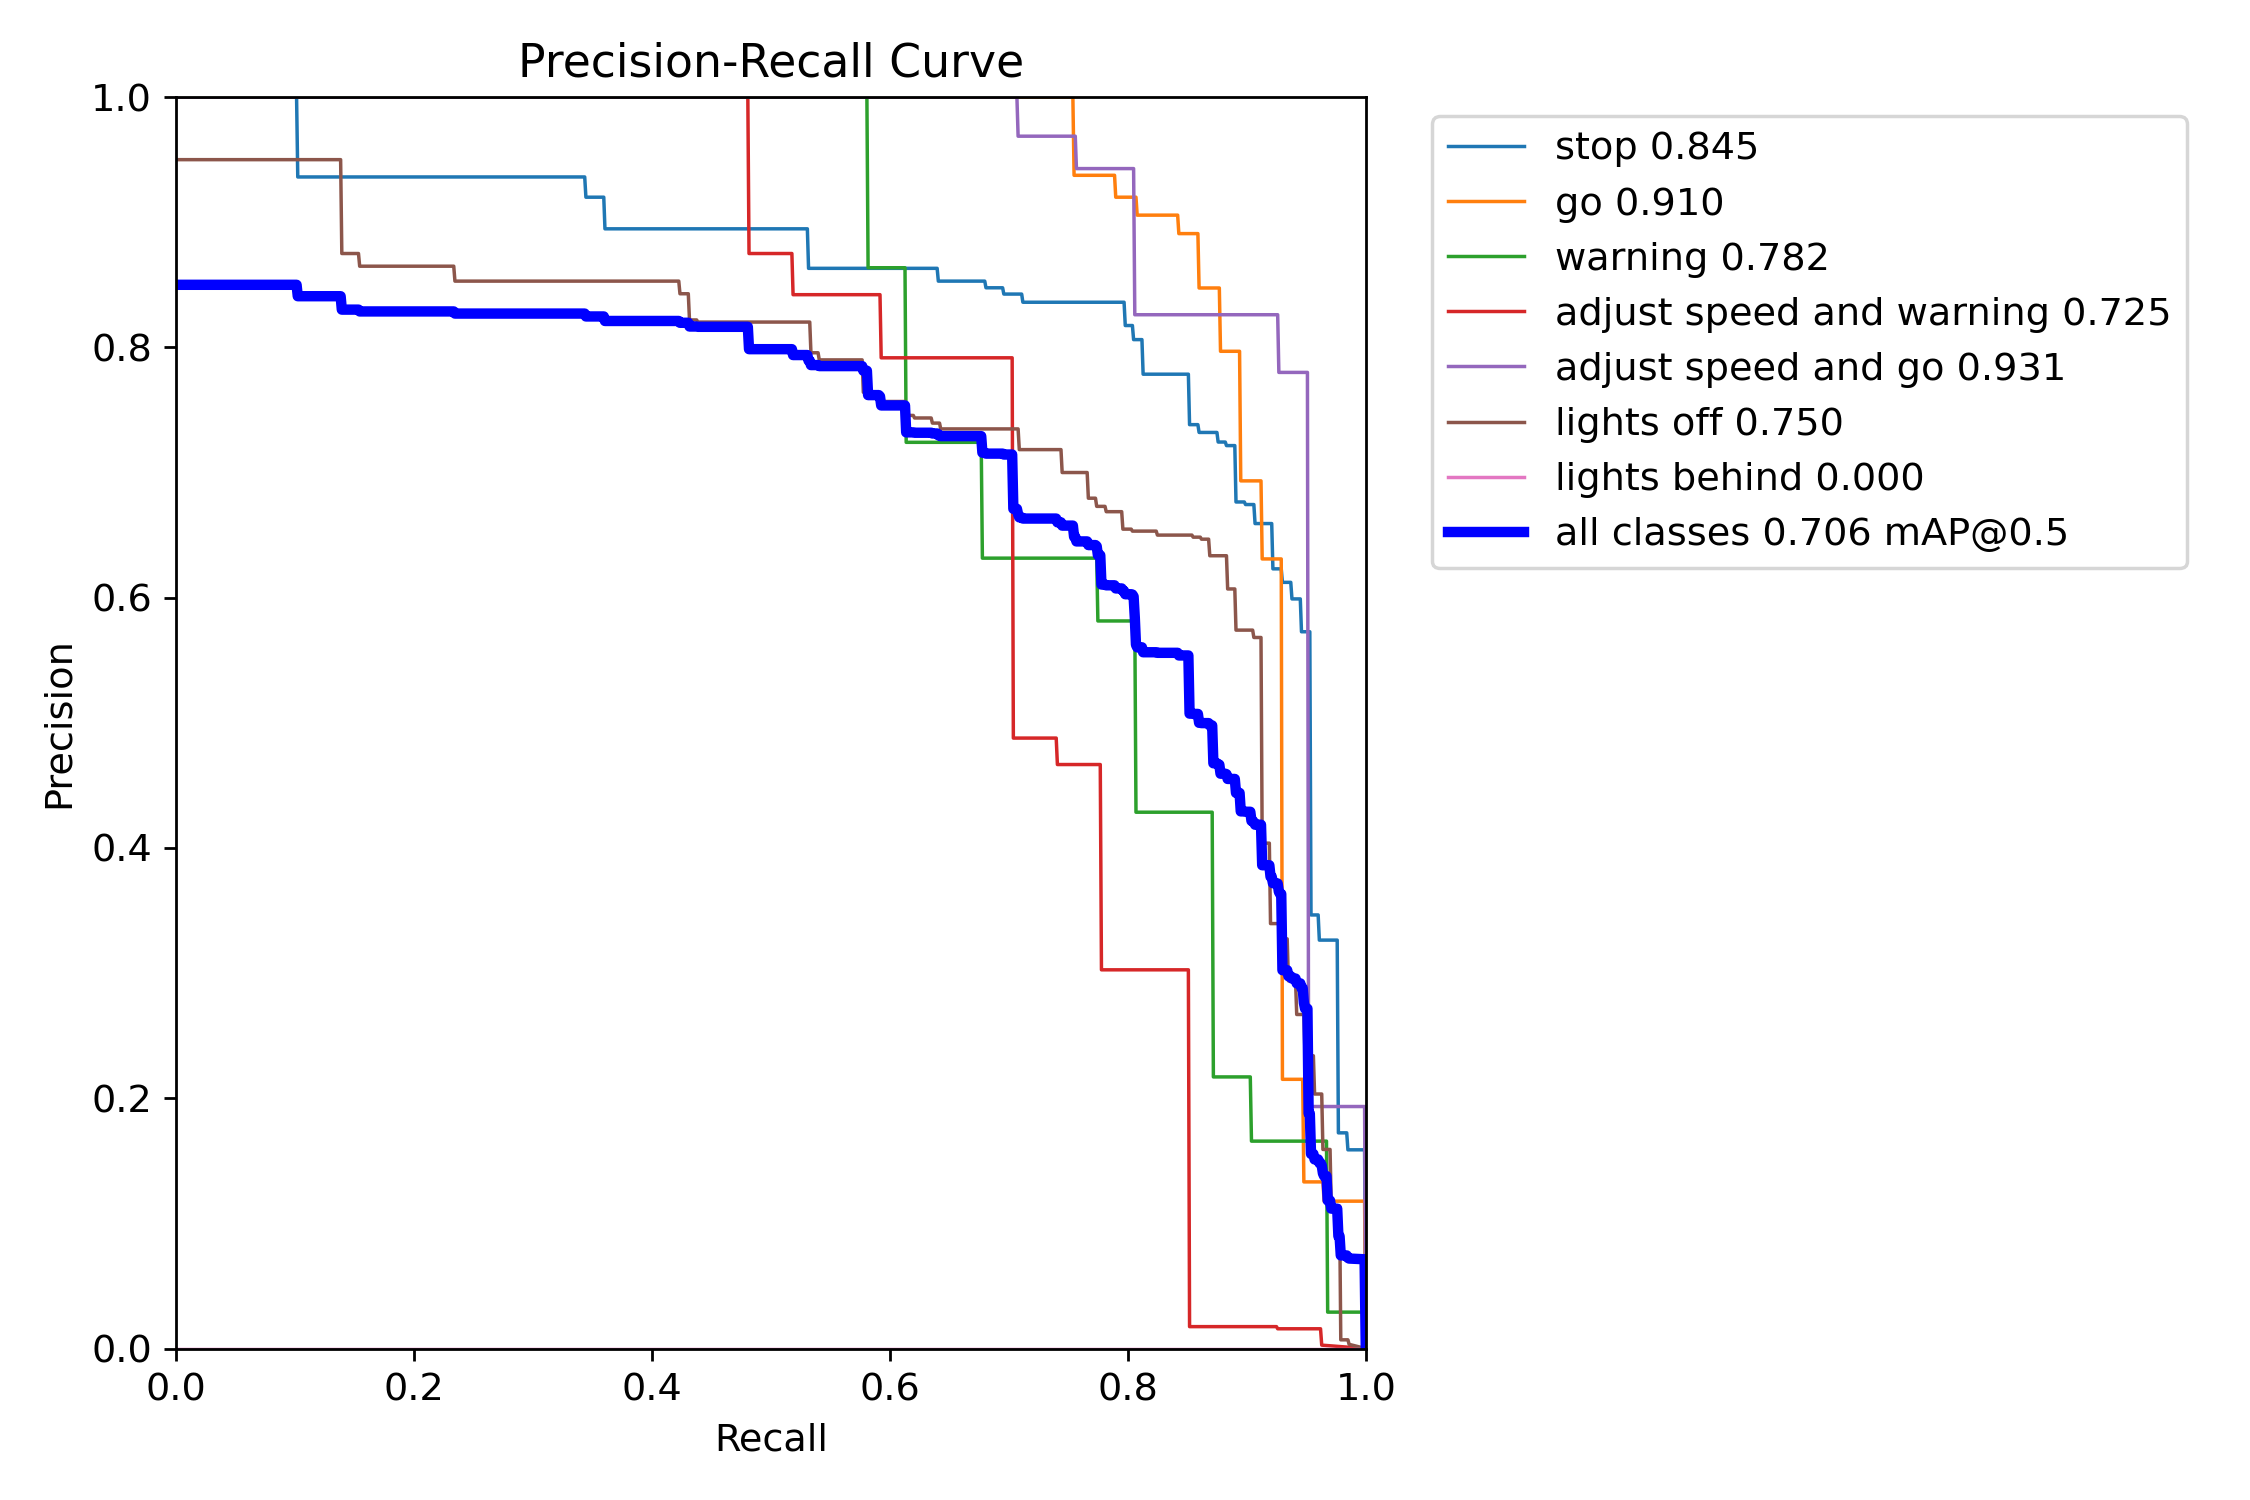 Precision-Recall Curve
1.0
0.8
0.6
0.4
0.2
0.0
Precision
0.0 0.2 0.4 0.6 0.8 1.0
Recall
stop 0.845
go 0.910
warning 0.782
adjust speed and warning 0.725
adjust speed and go 0.931
lights off 0.750
lights behind 0.000
all classes 0.706 mAP@0.5